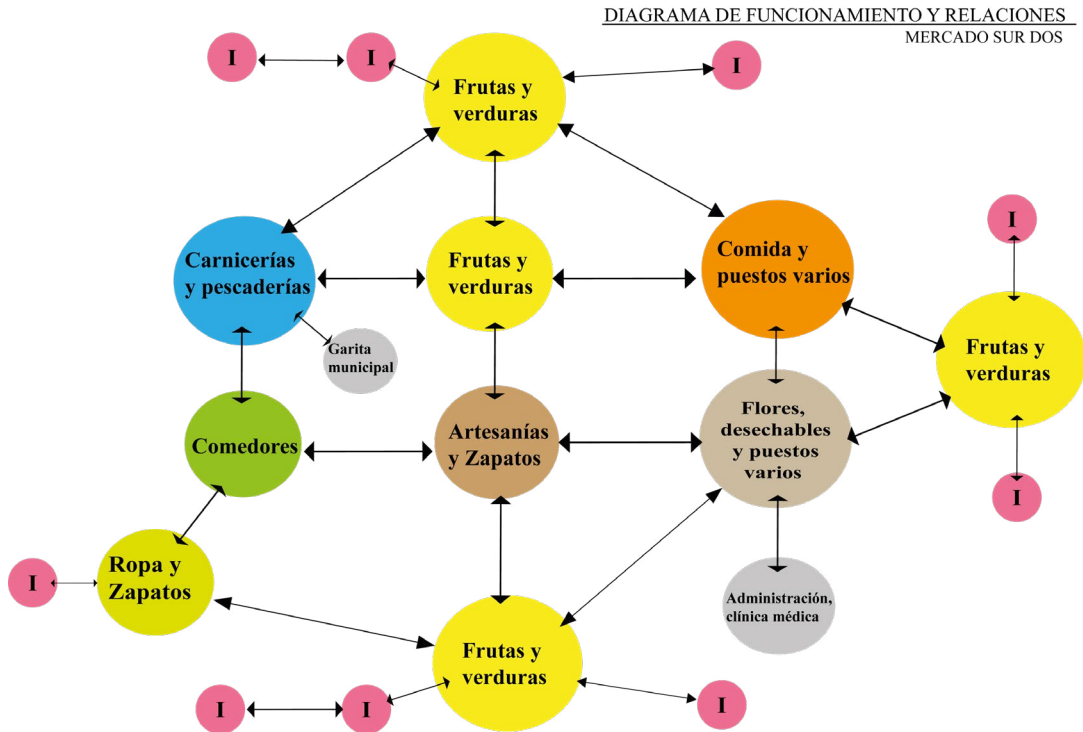 DIAGRAMA DE FUNCIONAMIENTO Y RELACIONES
MERCADO SUR DOS
I
I
I
Frutas y
verduras
Carnicerías
y pescaderías
Frutas y
verduras
Comida y
puestos varios
I
Garita
municipal
Frutas y
verduras
Comedores
Artesanías
y Zapatos
Flores,
desechables
y puestos
varios
I
Ropa y
Zapatos
I
Administración,
clínica médica
Frutas y
verduras
I
I
I